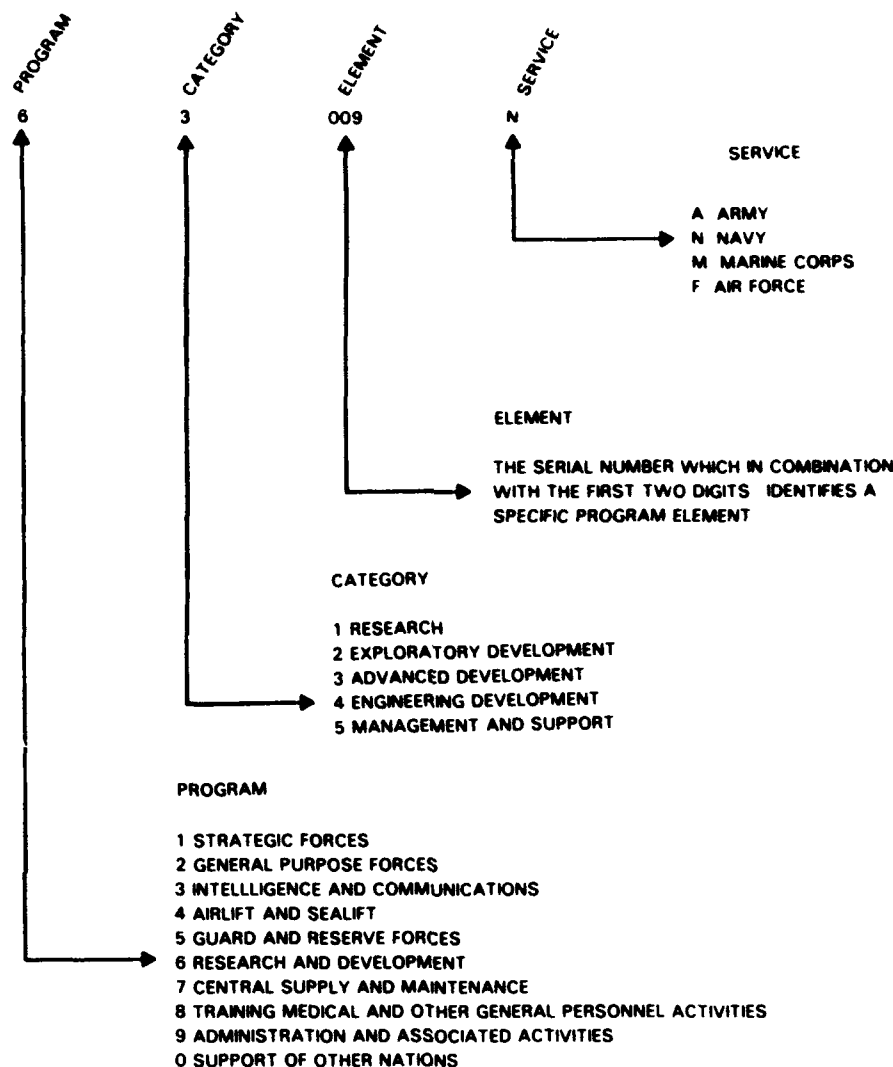 PROGRAM CATEGORY ELEMENT SERVICE
6 3 009 N
SERVICE
A ARMY
N NAVY
M MARINE CORPS
F AIR FORCE
ELEMENT
THE SERIAL NUMBER WHICH IN COMBINATION
WITH THE FIRST TWO DIGITS IDENTIFIES A
SPECIFIC PROGRAM ELEMENT
CATEGORY
1 RESEARCH
2 EXPLORATORY DEVELOPMENT
3 ADVANCED DEVELOPMENT
4 ENGINEERING DEVELOPMENT
5 MANAGEMENT AND SUPPORT
PROGRAM
1 STRATEGIC FORCES
2 GENERAL PURPOSE FORCES
3 INTELLLIGENCE AND COMMUNICATIONS
4 AIRLIFT AND SEALIFT
5 GUARD AND RESERVE FORCES
6 RESEARCH AND DEVELOPMENT
7 CENTRAL SUPPLY AND MAINTENANCE
8 TRAINING MEDICAL AND OTHER GENERAL PERSONNEL ACTIVITIES
9 ADMINISTRATION AND ASSOCIATED ACTIVITIES
0 SUPPORT OF OTHER NATIONS